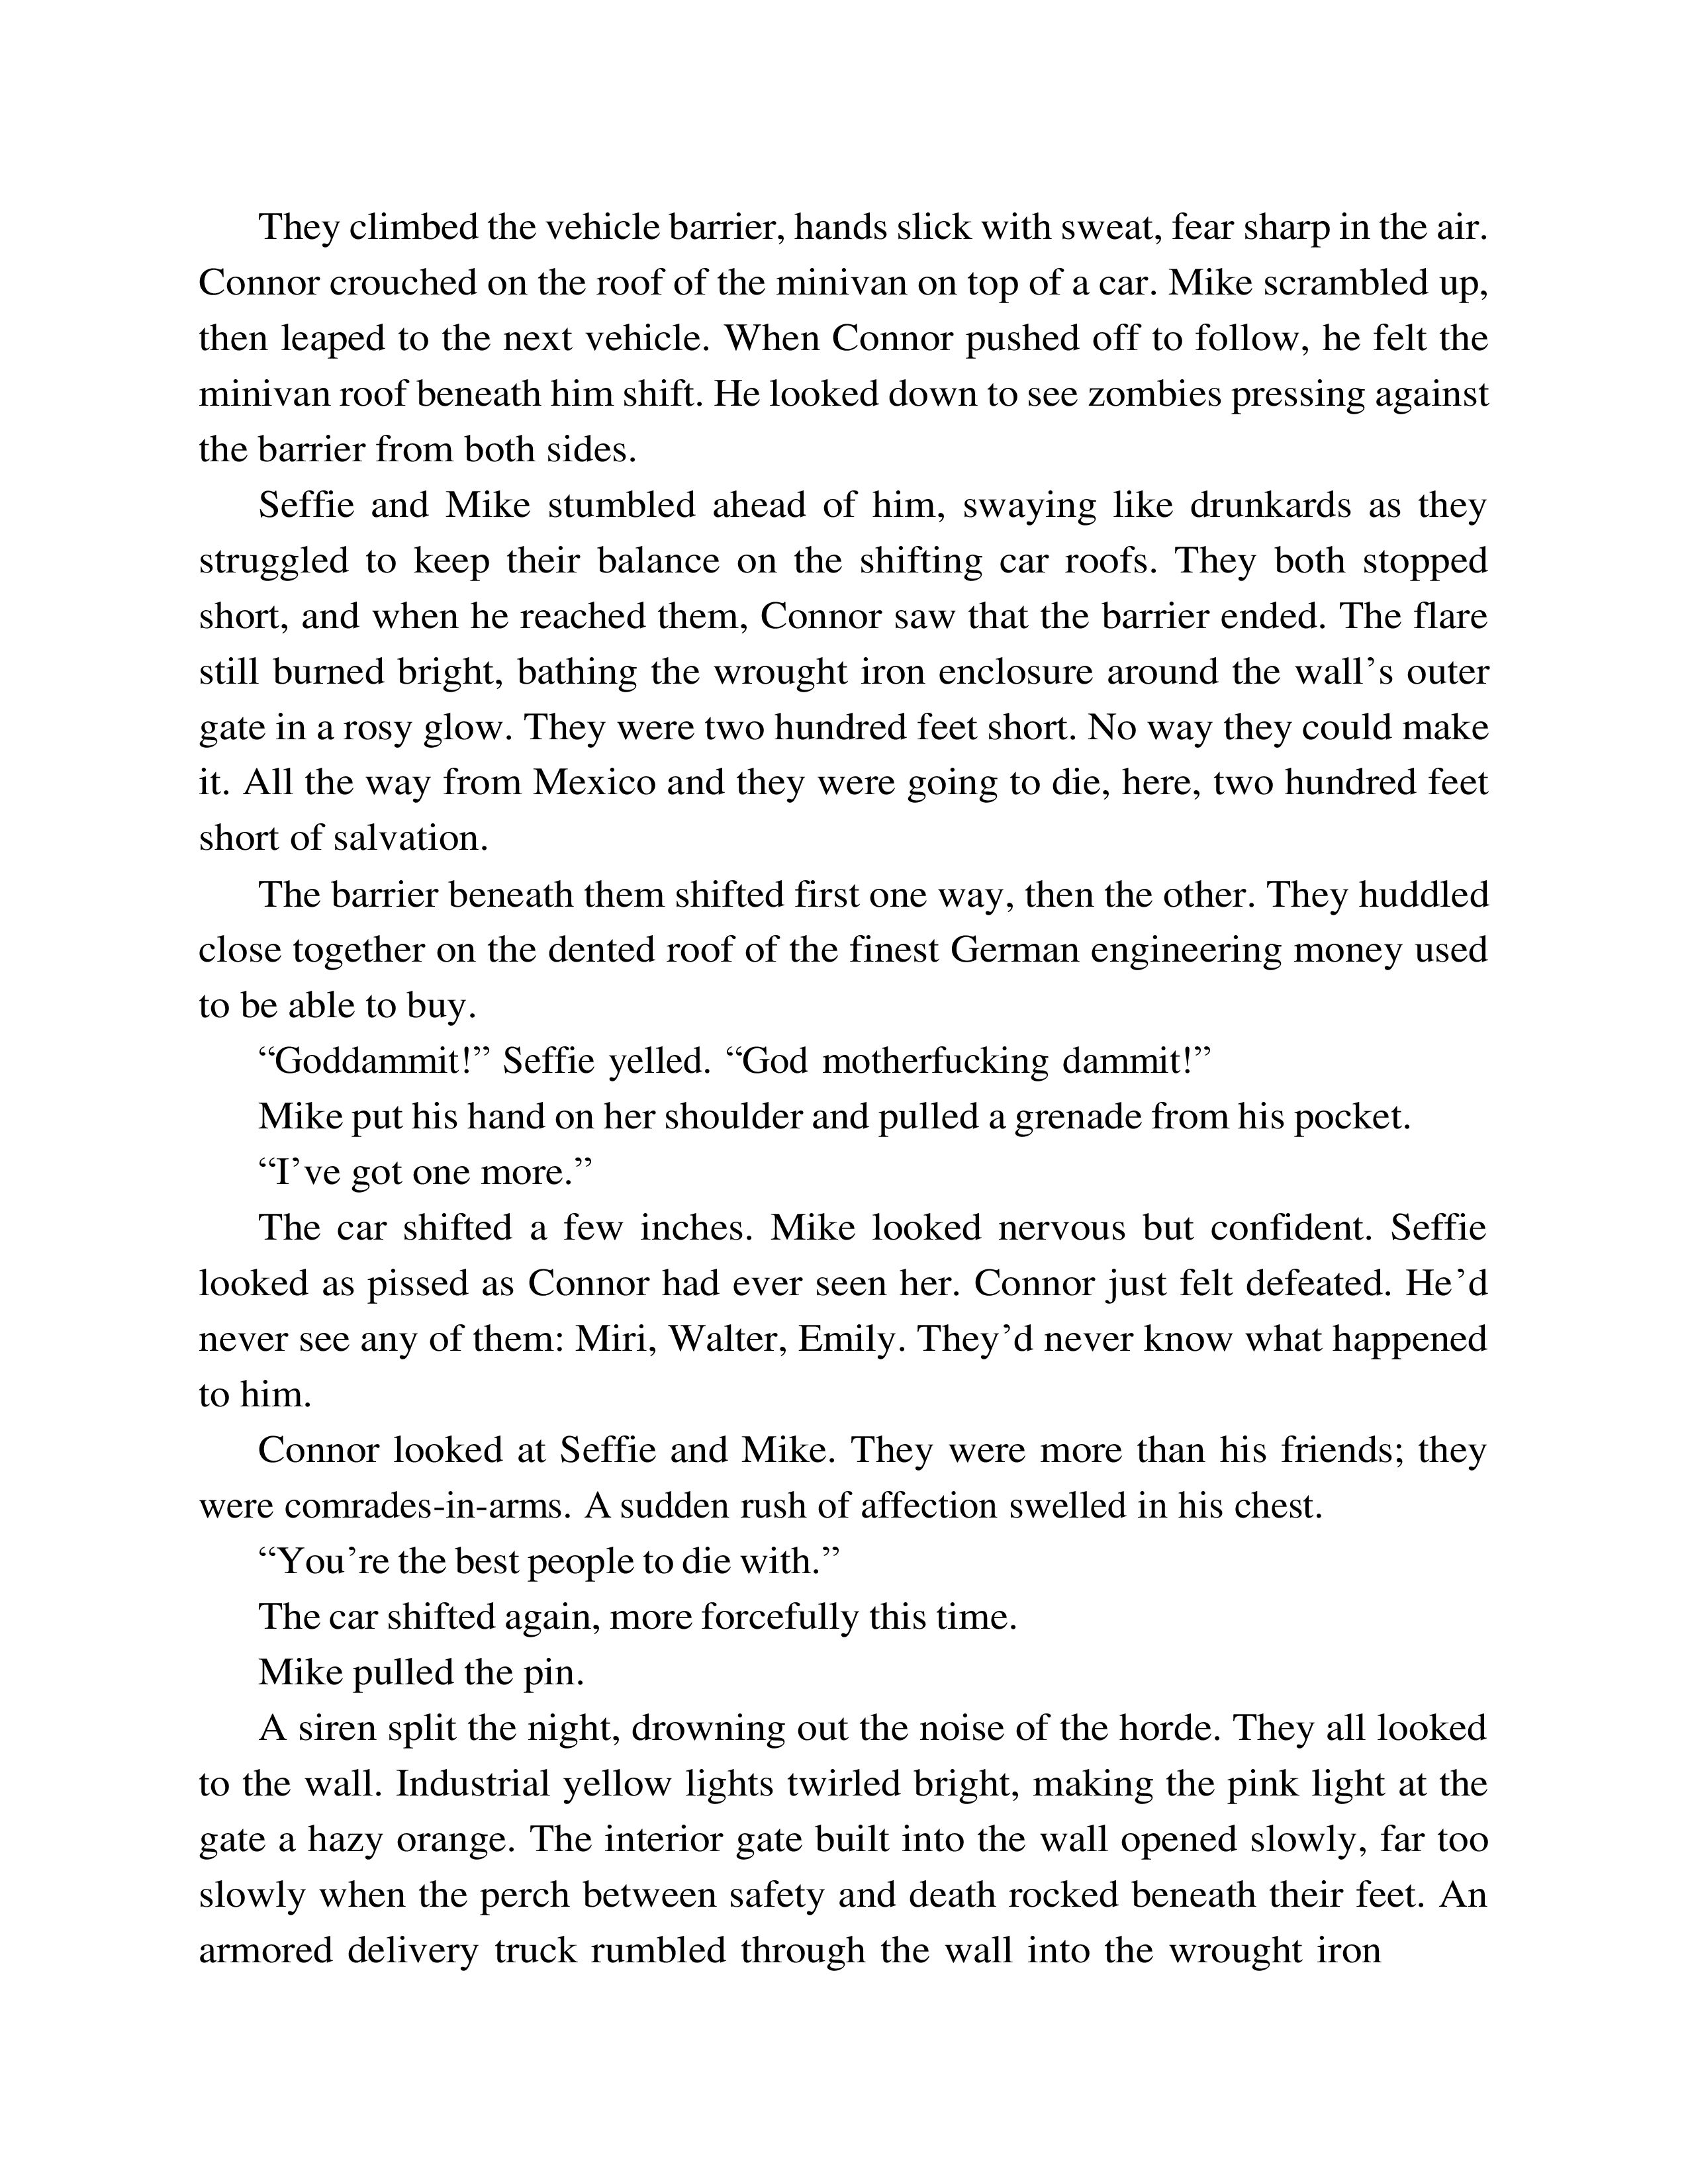 They climbed the vehicle barrier, hands slick with sweat, fear sharp in the air.
Connor crouched on the roof of the minivan on top of a car. Mike scrambled up,
then leaped to the next vehicle. When Connor pushed off to follow, he felt the
minivan roof beneath him shift. He looked down to see zombies pressing against
the barrier from both sides.
Seffie and Mike stumbled ahead of him, swaying like drunkards as they
struggled to keep their balance on the shifting car roofs. They both stopped
short, and when he reached them, Connor saw that the barrier ended. The flare
still burned bright, bathing the wrought iron enclosure around the wall’s outer
gate in a rosy glow. They were two hundred feet short. No way they could make
it. All the way from Mexico and they were going to die, here, two hundred feet
short of salvation.
The barrier beneath them shifted first one way, then the other. They huddled
close together on the dented roof of the finest German engineering money used
to be able to buy.
“Goddammit!” Seffie yelled. “God motherfucking dammit!”
Mike put his hand on her shoulder and pulled a grenade from his pocket.
“I’ve got one more.”
The car shifted a few inches. Mike looked nervous but confident. Seffie
looked as pissed as Connor had ever seen her. Connor just felt defeated. He’d
never see any of them: Miri, Walter, Emily. They’d never know what happened
to him.
Connor looked at Seffie and Mike. They were more than his friends; they
were comrades-in-arms. A sudden rush of affection swelled in his chest.
“You’re the best people to die with.”
The car shifted again, more forcefully this time.
Mike pulled the pin.
A siren split the night, drowning out the noise of the horde. They all looked
to the wall. Industrial yellow lights twirled bright, making the pink light at the
gate a hazy orange. The interior gate built into the wall opened slowly, far too
slowly when the perch between safety and death rocked beneath their feet. An
armored delivery truck rumbled through the wall into the wrought iron